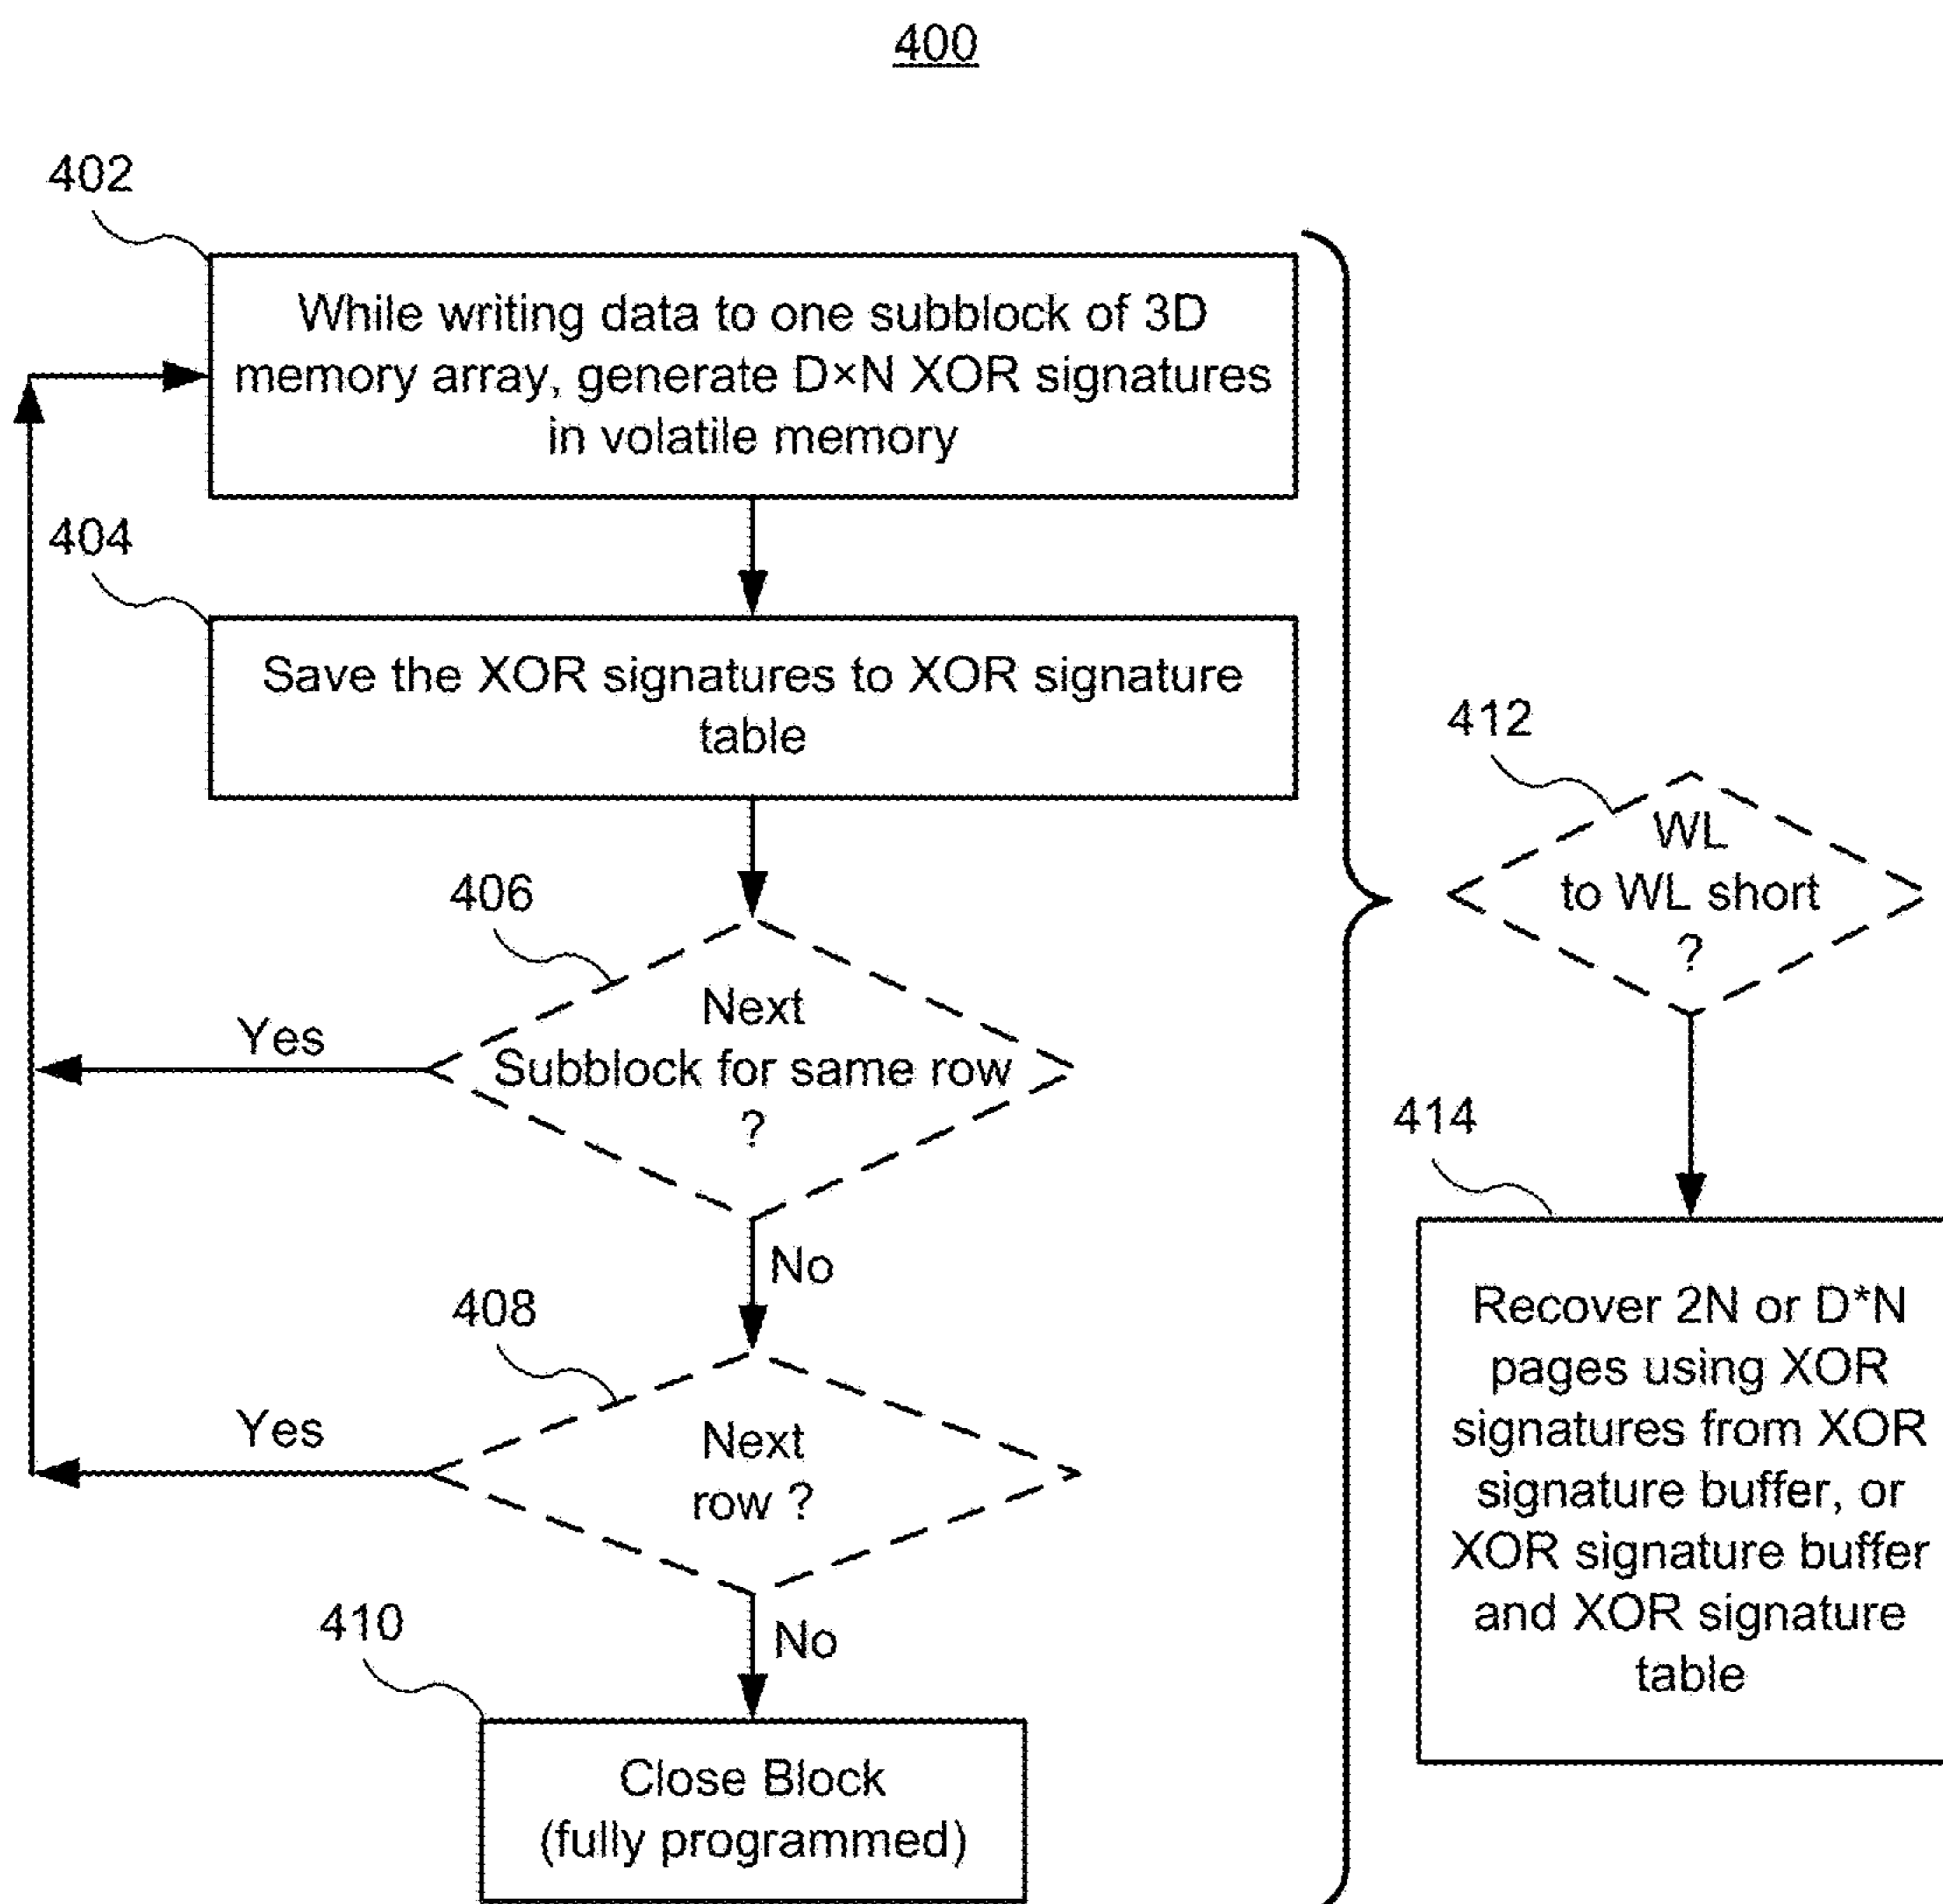 400
402
While writing data to one subblock of 3D
memory array, generate D×N XOR signatures
in volatile memory
404
Save the XOR signatures to XOR signature
table
406
Next
Subblock for same row
?
Yes
No
408
Next
row ?
Yes
No
410
Close Block
(fully programmed)
412
WL
to WL short
?
414
Recover 2N or D*N
pages using XOR
signatures from XOR
signature buffer, or
XOR signature buffer
and XOR signature
table